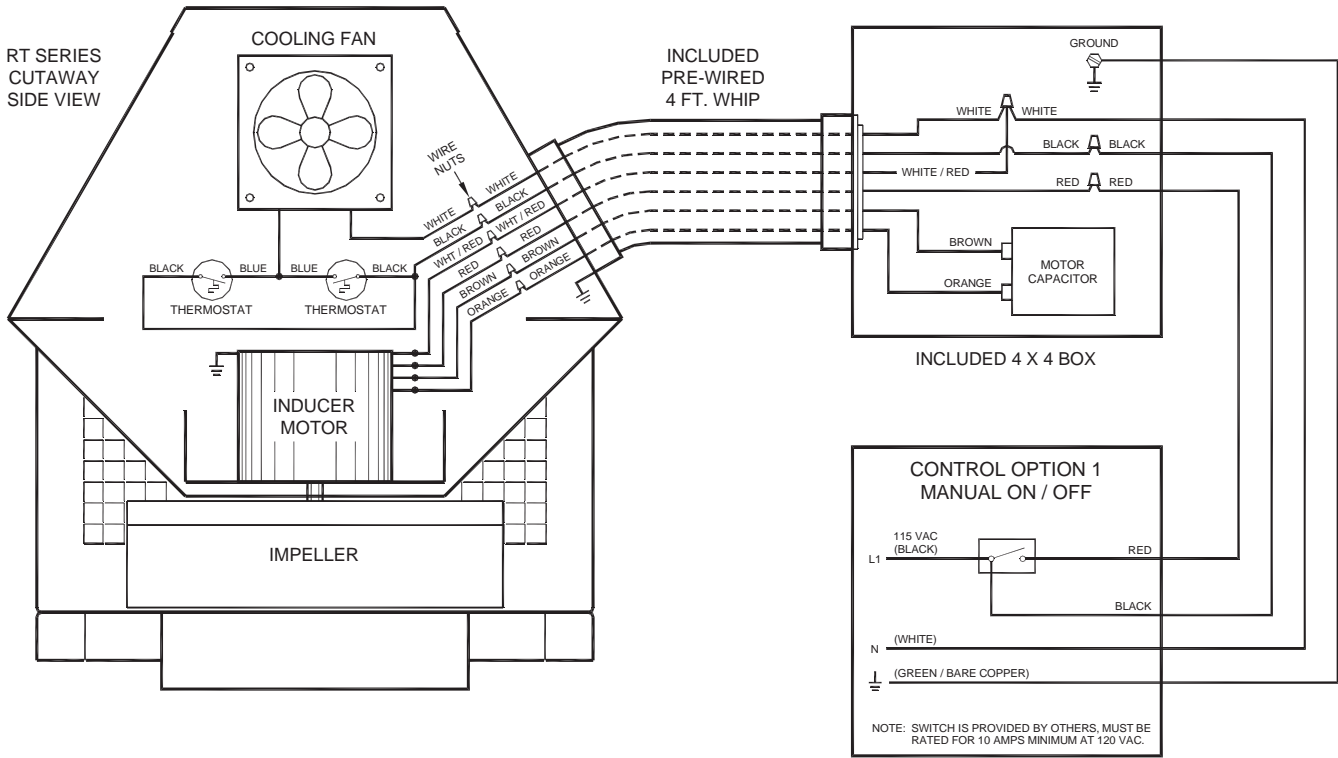 RT SERIES
CUTAWAY
SIDE VIEW
COOLING FAN
INCLUDED
PRE-WIRED
4 FT. WHIP
WIRE
NUTS
WHITE
WHITE
BLACK
BLACK
WHT / RED
WHT / RED
RED
RED
BROWN
BROWN
ORANGE
ORANGE
BLACK
BLUE
BLUE
BLACK
THERMOSTAT
THERMOSTAT
INDUCER
MOTOR
IMPELLER
GROUND
WHITE
WHITE
BLACK
BLACK
WHITE / RED
RED
RED
BROWN
ORANGE
MOTOR
CAPACITOR
INCLUDED 4 X 4 BOX
CONTROL OPTION 1
MANUAL ON / OFF
115 VAC
(BLACK)
L1
RED
BLACK
(WHITE)
N
(GREEN / BARE COPPER)
NOTE: SWITCH IS PROVIDED BY OTHERS, MUST BE
RATED FOR 10 AMPS MINIMUM AT 120 VAC.